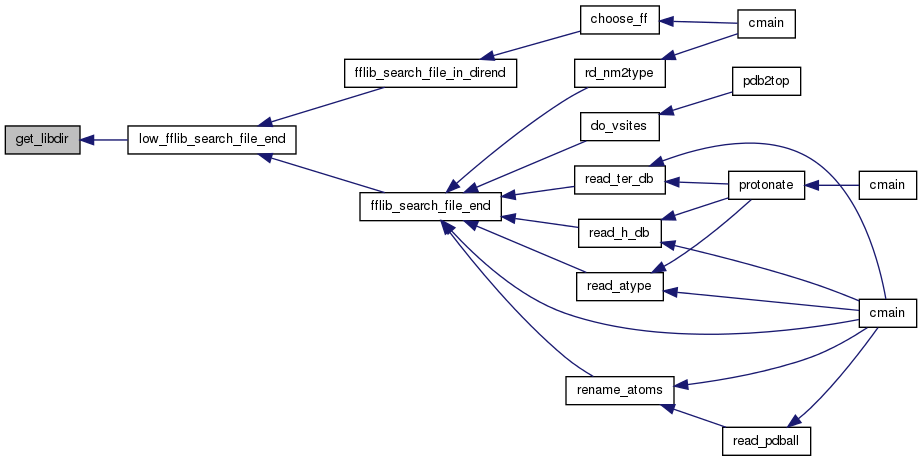 get_libdir
low_fflib_search_file_end
fflib_search_file_in_dirend
choose_ff
cmain
fflib_search_file_end
rd_nm2type
do_vsites
pdb2top
read_ter_db
protonate
cmain
read_h_db
read_atype
cmain
rename_atoms
read_pdball